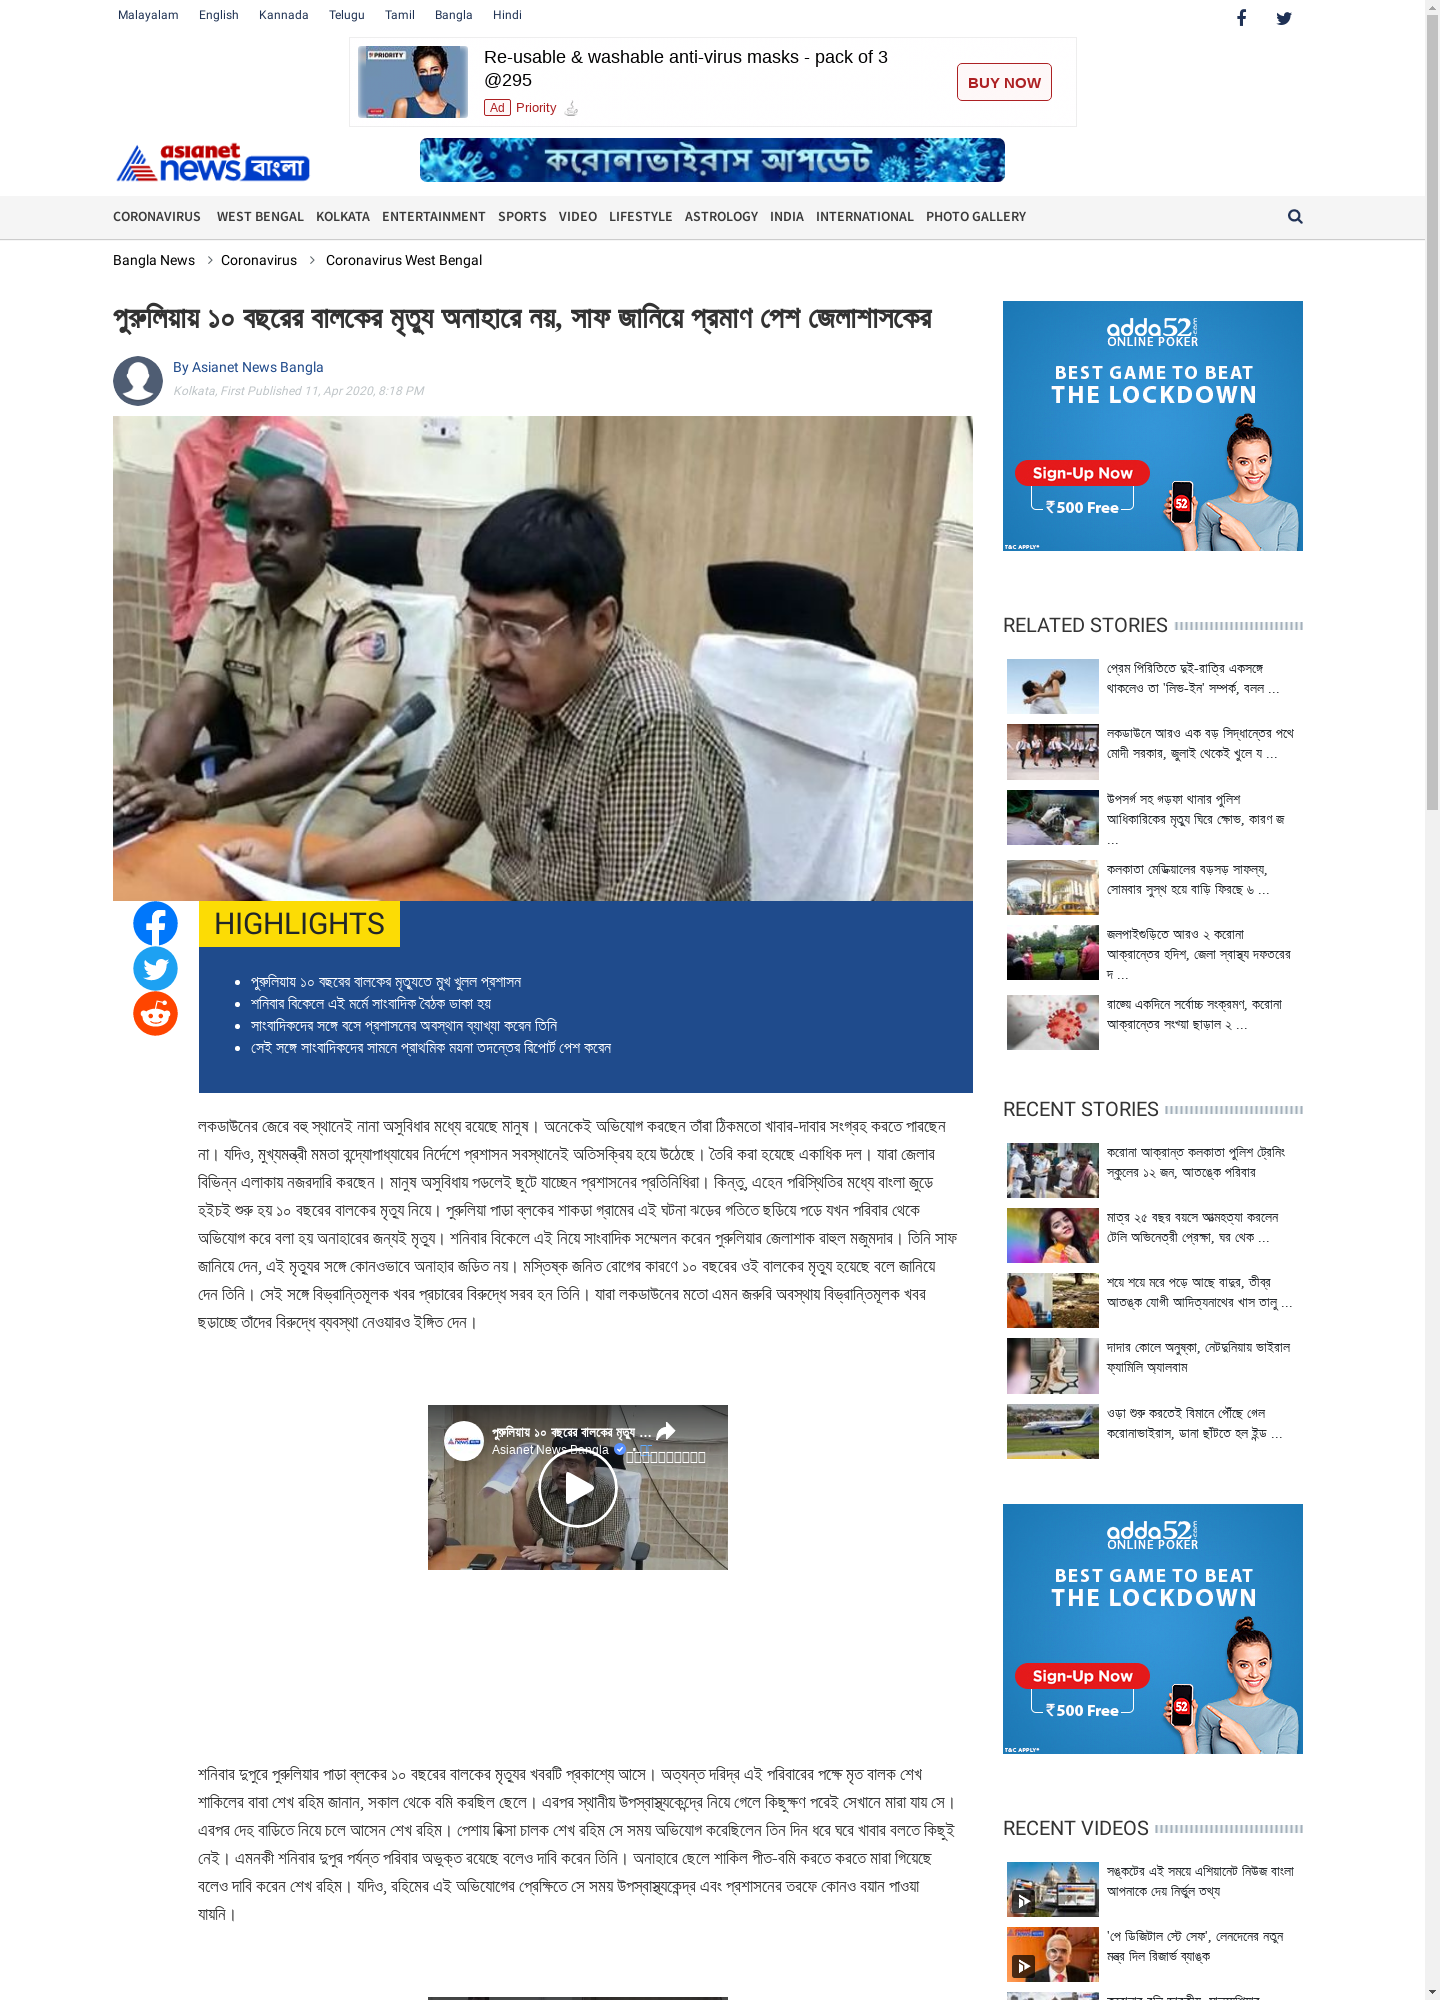 Malayalam English Kannada Telugu Tamil Bangla Hindi
PRIORITY
Re-usable & washable anti-virus masks - pack of 3
@295
Ad Priority
BUY NOW
asianet
news বাংলা
করোনাভাইরাস আপডেট
CORONAVIRUS WEST BENGAL KOLKATA ENTERTAINMENT SPORTS VIDEO LIFESTYLE ASTROLOGY INDIA INTERNATIONAL PHOTO GALLERY
Bangla News > Coronavirus > Coronavirus West Bengal
পুরুলিয়ায় ১০ বছরের বালকের মৃত্যু অনাহারে নয়, সাফ জানিয়ে প্রমাণ পেশ জেলাশাসকের
By Asianet News Bangla
Kolkata, First Published 11, Apr 2020, 8:18 PM
HIGHLIGHTS
পুরুলিয়ায় ১০ বছরের বালকের মৃত্যুতে মুখ খুলল প্রশাসন
শনিবার বিকেলে এই মর্মে সাংবাদিক বৈঠক ডাকা হয়
সাংবাদিকদের সঙ্গে বসে প্রশাসনের অবস্থান ব্যাখ্যা করেন তিনি
সেই সঙ্গে সাংবাদিকদের সামনে প্রাথমিক ময়না তদন্তের রিপোর্ট পেশ করেন
লকডাউনের জেরে বহু স্থানেই নানা অসুবিধার মধ্যে রয়েছে মানুষ। অনেকেই অভিযোগ করছেন তাঁরা ঠিকমতো খাবার-দাবার সংগ্রহ করতে পারছেন
না। যদিও, মুখ্যমন্ত্রী মমতা বন্দ্যোপাধ্যায়ের নির্দেশে প্রশাসন সবস্থানেই অতিসক্রিয় হয়ে উঠেছে। তৈরি করা হয়েছে একাধিক দল। যারা জেলার
বিভিন্ন এলাকায় নজরদারি করছেন। মানুষ অসুবিধায় পড়লেই ছুটে যাচ্ছেন প্রশাসনের প্রতিনিধিরা। কিন্তু, এহেন পরিস্থিতির মধ্যে বাংলা জুড়ে
হইচই শুরু হয় ১০ বছরের বালকের মৃত্যু নিয়ে। পুরুলিয়া পাড়া ব্লকের শাকড়া গ্রামের এই ঘটনা ঝড়ের গতিতে ছড়িয়ে পড়ে যখন পরিবার থেকে
অভিযোগ করে বলা হয় অনাহারের জন্যই মৃত্যু। শনিবার বিকেলে এই নিয়ে সাংবাদিক সম্মেলন করেন পুরুলিয়ার জেলাশাক রাহুল মজুমদার। তিনি সাফ
জানিয়ে দেন, এই মৃত্যুর সঙ্গে কোনওভাবে অনাহার জডিত নয়। মস্তিষ্ক জনিত রোগের কারণে ১০ বছরের ওই বালকের মৃত্যু হয়েছে বলে জানিয়ে
দেন তিনি। সেই সঙ্গে বিভ্রান্তিমূলক খবর প্রচারের বিরুদ্ধে সরব হন তিনি। যারা লকডাউনের মতো এমন জরুরি অবস্থায় বিভ্রান্তিমূলক খবর
ছড়াচ্ছে তাঁদের বিরুদ্ধে ব্যবস্থা নেওয়ারও ইঙ্গিত দেন।
পুরুলিয়ায় ১০ বছরের বালকের মৃত্যু ...
Asianet News Bangla
শনিবার দুপুরে পুরুলিয়ার পাড়া ব্লকের ১০ বছরের বালকের মৃত্যুর খবরটি প্রকাশ্যে আসে। অত্যন্ত দরিদ্র এই পরিবারের পক্ষে মৃত বালক শেখ
শাকিলের বাবা শেখ রহিম জানান, সকাল থেকে বমি করছিল ছেলে। এরপর স্থানীয় উপস্বাস্থ্যকেন্দ্রে নিয়ে গেলে কিছুক্ষণ পরেই সেখানে মারা যায় সে।
এরপর দেহ বাড়িতে নিয়ে চলে আসেন শেখ রহিম। পেশায় রিক্সা চালক শেখ রহিম সে সময় অভিযোগ করেছিলেন তিন দিন ধরে ঘরে খাবার বলতে কিছুই
নেই। এমনকী শনিবার দুপুর পর্যন্ত পরিবার অভুক্ত রয়েছে বলেও দাবি করেন তিনি। অনাহারে ছেলে শাকিল পীত-বমি করতে করতে মারা গিয়েছে
বলেও দাবি করেন শেখ রহিম। যদিও, রহিমের এই অভিযোগের প্রেক্ষিতে সে সময় উপস্বাস্থ্যকেন্দ্র এবং প্রশাসনের তরফে কোনও বয়ান পাওয়া
যায়নি।
adda52.com
ONLINE POKER
BEST GAME TO BEAT
THE LOCKDOWN
Sign-Up Now
₹500 Free
52
T&C APPLY*
RELATED STORIES
প্রেম পিরিতিতে দুই-রাত্রি একসঙ্গে
থাকলেও তা 'লিভ-ইন' সম্পর্ক, বলল ...
লকডাউনে আরও এক বড় সিদ্ধান্তের পথে
মোদী সরকার, জুলাই থেকেই খুলে য ...
উপসর্গ সহ গড়ফা থানার পুলিশ
আধিকারিকের মৃত্যু ঘিরে ক্ষোভ, কারণ জ
...
কলকাতা মেডিক্যালের বড়সড় সাফল্য,
সোমবার সুস্থ হয়ে বাড়ি ফিরছে ৬ ...
জলপাইগুড়িতে আরও ২ করোনা
আক্রান্তের হদিশ, জেলা স্বাস্থ্য দফতরের
দ ...
রাজ্যে একদিনে সর্বোচ্চ সংক্রমণ, করোনা
আক্রান্তের সংখ্যা ছাড়াল ২ ...
RECENT STORIES
করোনা আক্রান্ত কলকাতা পুলিশ ট্রেনিং
স্কুলের ১২ জন, আতঙ্কে পরিবার
মাত্র ২৫ বছর বয়সে আত্মহত্যা করলেন
টেলি অভিনেত্রী প্রেক্ষা, ঘর থেক ...
শয়ে শয়ে মরে পড়ে আছে বাদুর, তীব্র
আতঙ্ক যোগী আদিত্যনাথের খাস তালু ...
দাদার কোলে অনুষ্কা, নেটদুনিয়ায় ভাইরাল
ফ্যামিলি অ্যালবাম
ওড়া শুরু করতেই বিমানে পৌঁছে গেল
করোনাভাইরাস, ডানা ছাঁটতে হল ইন্ড ...
adda52.com
ONLINE POKER
BEST GAME TO BEAT
THE LOCKDOWN
Sign-Up Now
₹500 Free
52
T&C APPLY*
RECENT VIDEOS
সঙ্কটের এই সময়ে এশিয়ানেট নিউজ বাংলা
আপনাকে দেয় নির্ভুল তথ্য
'পে ডিজিটাল স্টে সেফ', লেনদেনের নতুন
মন্ত্র দিল রিজার্ভ ব্যাঙ্ক